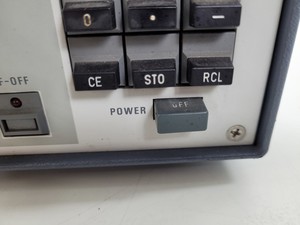 0 • −
F-OFF
CE STO RCL
POWER OFF